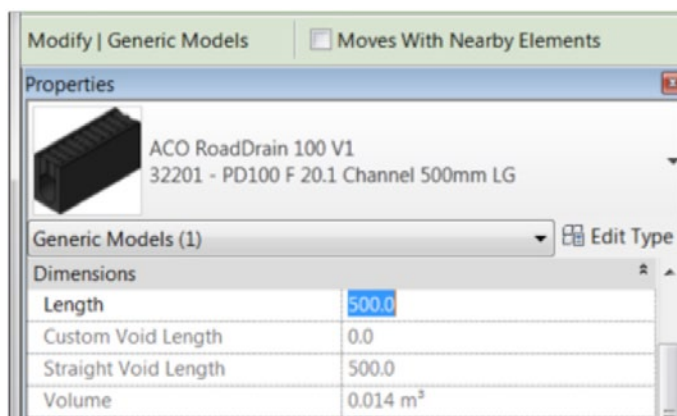 Modify | Generic Models Moves With Nearby Elements
Properties
ACO RoadDrain 100 V1
32201 - PD100 F 20.1 Channel 500mm LG
Generic Models (1) Edit Type
Dimensions
Length 500.0
Custom Void Length 0.0
Straight Void Length 500.0
Volume 0.014 m³